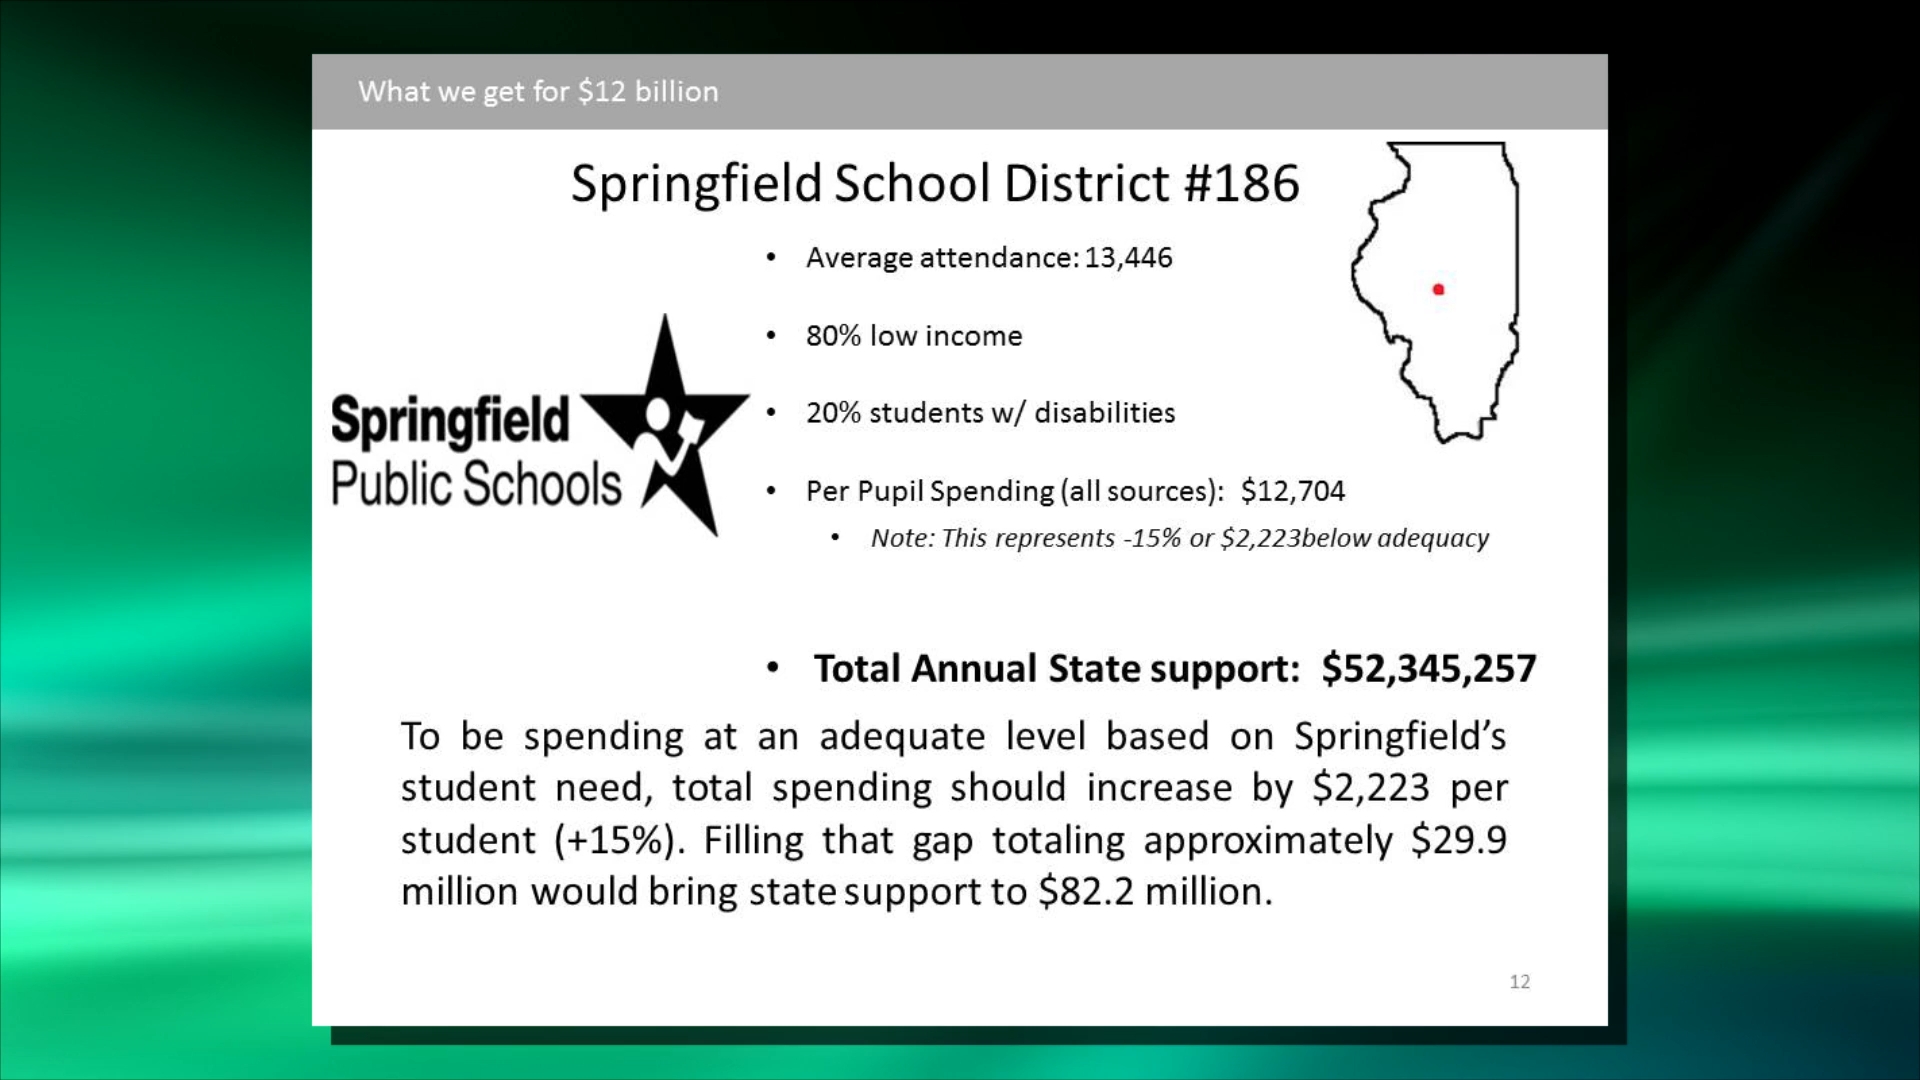 What we get for $12 billion
Springfield School District #186
• Average attendance: 13,446
• 80% low income
• 20% students w/ disabilities
Springfield
Public Schools
• Per Pupil Spending (all sources): $12,704
• Note: This represents -15% or $2,223below adequacy
• Total Annual State support: $52,345,257
To be spending at an adequate level based on Springfield’s
student need, total spending should increase by $2,223 per
student (+15%). Filling that gap totaling approximately $29.9
million would bring state support to $82.2 million.
12